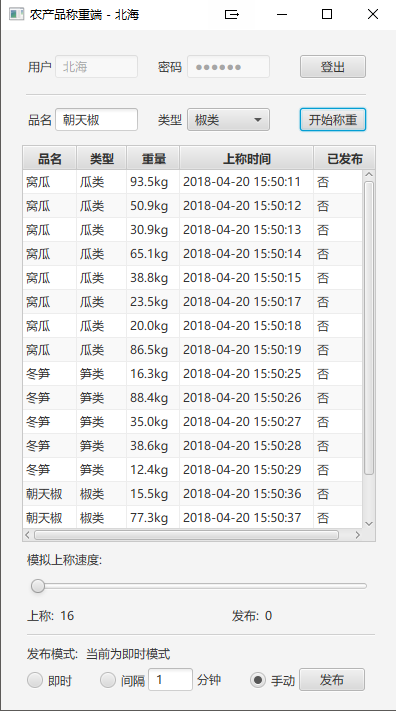 农产品称重端 - 北海
用户 北海 密码 ●●●●●● 登出
品名 朝天椒 类型 椒类 开始称重
品名 类型 重量 上称时间 已发布
窝瓜 瓜类 93.5kg 2018-04-20 15:50:11 否
窝瓜 瓜类 50.9kg 2018-04-20 15:50:12 否
窝瓜 瓜类 30.9kg 2018-04-20 15:50:13 否
窝瓜 瓜类 65.1kg 2018-04-20 15:50:14 否
窝瓜 瓜类 38.8kg 2018-04-20 15:50:15 否
窝瓜 瓜类 23.5kg 2018-04-20 15:50:17 否
窝瓜 瓜类 20.0kg 2018-04-20 15:50:18 否
窝瓜 瓜类 86.5kg 2018-04-20 15:50:19 否
冬笋 笋类 16.3kg 2018-04-20 15:50:25 否
冬笋 笋类 88.4kg 2018-04-20 15:50:26 否
冬笋 笋类 35.0kg 2018-04-20 15:50:27 否
冬笋 笋类 38.6kg 2018-04-20 15:50:28 否
冬笋 笋类 12.4kg 2018-04-20 15:50:29 否
朝天椒 椒类 15.5kg 2018-04-20 15:50:36 否
朝天椒 椒类 77.3kg 2018-04-20 15:50:37 否
模拟上称速度:
上称: 16 发布: 0
发布模式: 当前为即时模式
即时 间隔 1 分钟 手动 发布